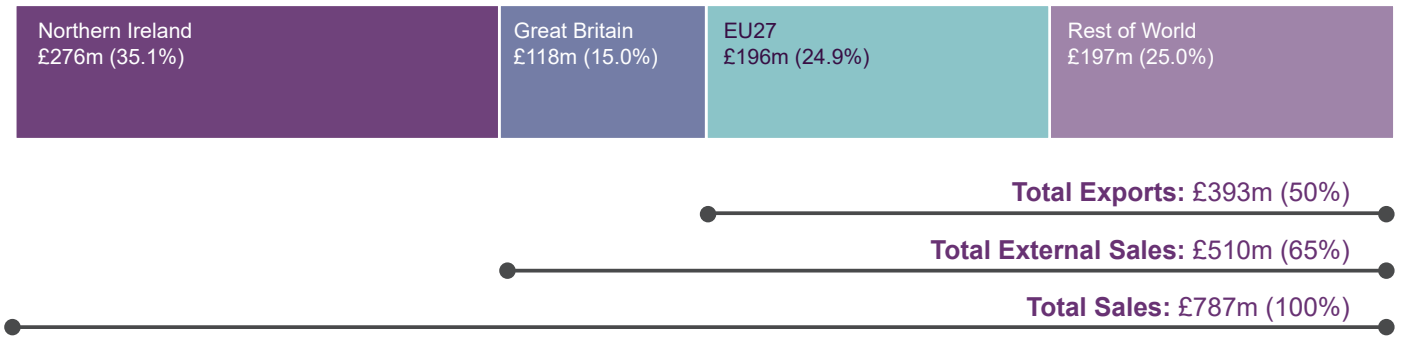 Northern Ireland
£276m (35.1%)
Great Britain
£118m (15.0%)
EU27
£196m (24.9%)
Rest of World
£197m (25.0%)
Total Exports: £393m (50%)
Total External Sales: £510m (65%)
Total Sales: £787m (100%)